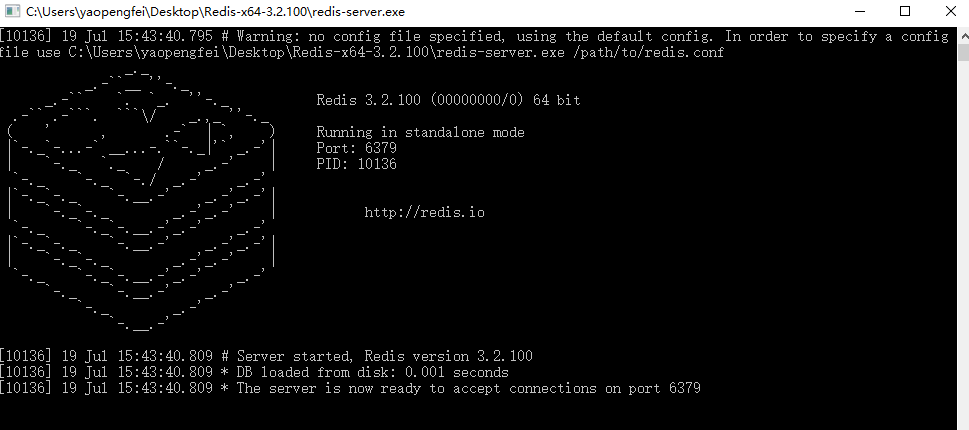 C:\Users\yaopengfei\Desktop\Redis-x64-3.2.100\redis-server.exe
[10136] 19 Jul 15:43:40.795 # Warning: no config file specified, using the default config. In order to specify a config
file use C:\Users\yaopengfei\Desktop\Redis-x64-3.2.100\redis-server.exe /path/to/redis.conf
Redis 3.2.100 (00000000/0) 64 bit
Running in standalone mode
Port: 6379
PID: 10136
http://redis.io
[10136] 19 Jul 15:43:40.809 # Server started, Redis version 3.2.100
[10136] 19 Jul 15:43:40.809 * DB loaded from disk: 0.001 seconds
[10136] 19 Jul 15:43:40.809 * The server is now ready to accept connections on port 6379